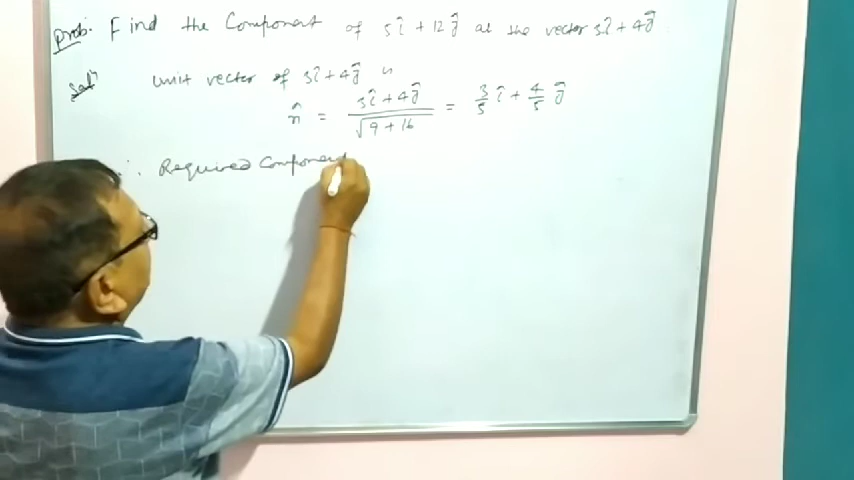 Prob. Find the Component of 5î + 12ĵ at the vector 3î + 4ĵ
Sol^n unit vector of 3î + 4ĵ is
n̂ = (3î + 4ĵ) / √(9 + 16) = 3/5 î + 4/5 ĵ
∴ Required Component